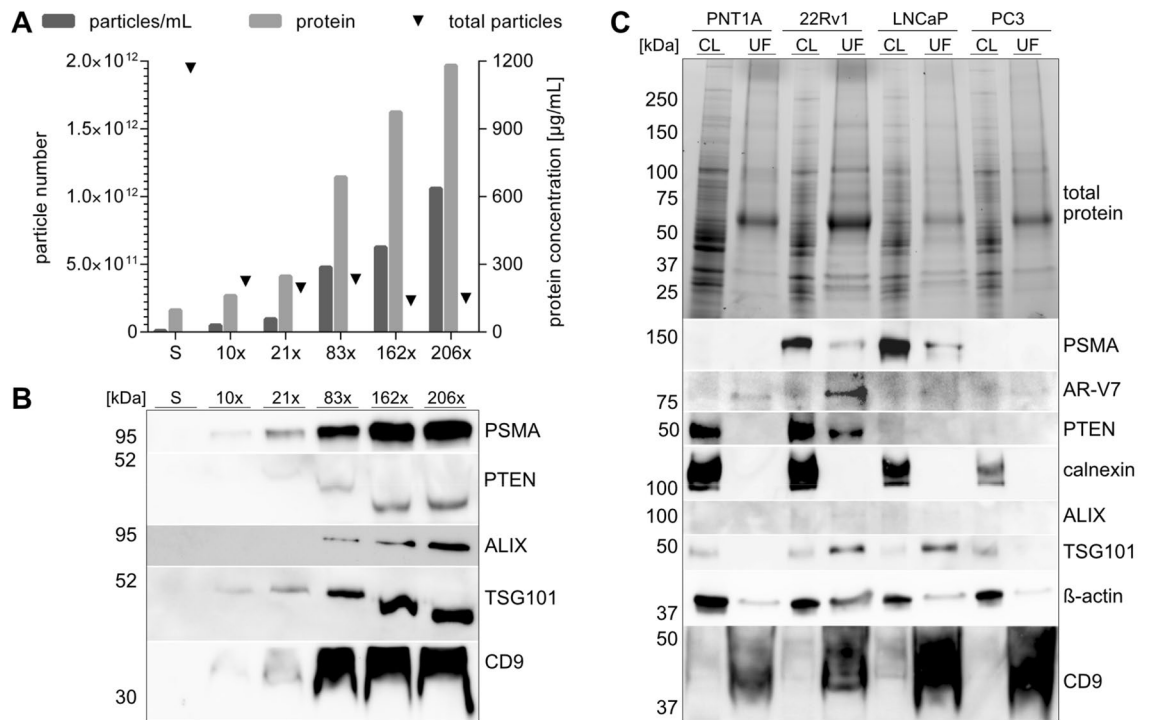 A
particles/mL protein total particles
particle number
2.0×10¹²
1.5×10¹²
1.0×10¹²
5.0×10¹¹
0
1200
900
600
300
0
protein concentration [µg/mL]
S 10x 21x 83x 162x 206x
B
[kDa] S 10x 21x 83x 162x 206x
95 PSMA
52 PTEN
95 ALIX
52 TSG101
CD9
30
C
PNT1A 22Rv1 LNCaP PC3
[kDa] CL UF CL UF CL UF CL UF
250
150
100
75
50
37
25
total
protein
150 PSMA
75 AR-V7
50 PTEN
calnexin
100
100 ALIX
50 TSG101
37 ß-actin
50
CD9
37